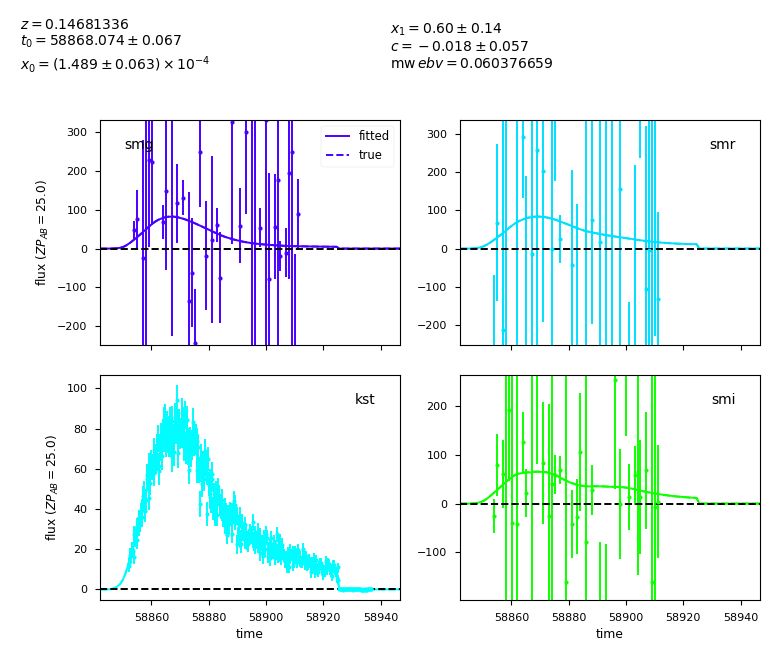 z = 0.14681336
t0 = 58868.074 ± 0.067
x0 = (1.489 ± 0.063) × 10^−4
x1 = 0.60 ± 0.14
c = −0.018 ± 0.057
mw ebv = 0.060376659
smg
fitted
true
300
200
100
0
−100
−200
flux (ZP_AB = 25.0)
smr
300
200
100
0
−100
−200
kst
100
80
60
40
20
0
flux (ZP_AB = 25.0)
58860 58880 58900 58920 58940
time
smi
200
100
0
−100
58860 58880 58900 58920 58940
time